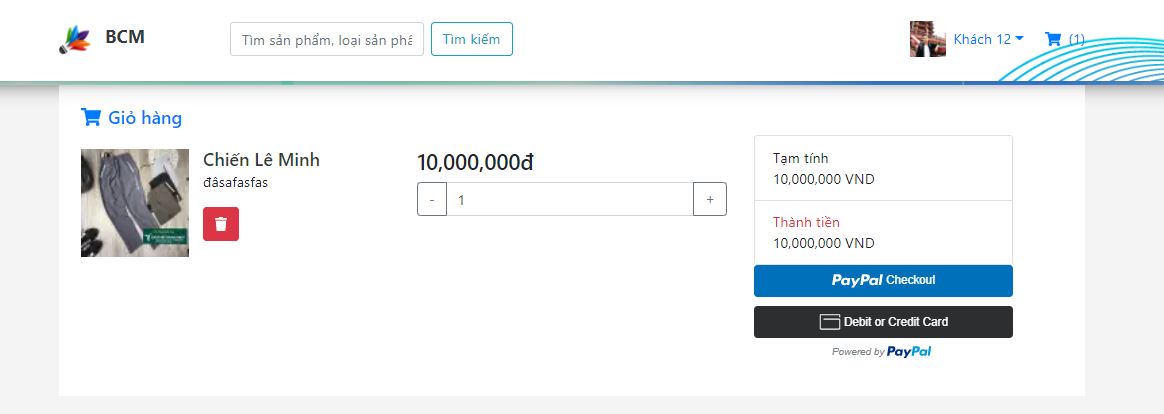 BCM
Tìm sản phẩm, loại sản phẩ
Tìm kiếm
Khách 12
(1)
Giỏ hàng
Chiến Lê Minh
đâsafasfas
10,000,000đ
- 1 +
Tạm tính
10,000,000 VND
Thành tiền
10,000,000 VND
PayPal Checkout
Debit or Credit Card
Powered by PayPal